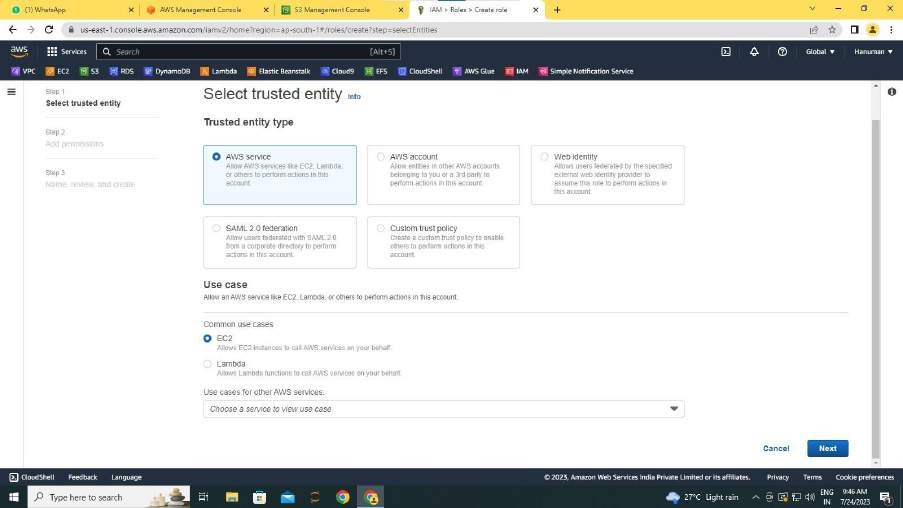 (1) WhatsApp
AWS Management Console
S3 Management Console
IAM > Roles > Create role
us-east-1.console.aws.amazon.com/iamv2/home?region=ap-south-1#/roles/create?step=selectEntities
aws
Services
Search
[Alt+5]
Global
Hanuman
VPC
EC2
S3
RDS
DynamoDB
Lambda
Elastic Beanstalk
Cloud9
EFS
CloudShell
AWS Glue
IAM
Simple Notification Service
Step 1
Select trusted entity
Step 2
Add permissions
Step 3
Name, review, and create
Select trusted entity Info
Trusted entity type
AWS service
Allow AWS services like EC2, Lambda,
or others to perform actions in this
account.
AWS account
Allow entities in other AWS accounts
belonging to you or a 3rd party to
perform actions in this account.
Web identity
Allows users federated by the specified
external web identity provider to
assume this role to perform actions in
this account.
SAML 2.0 federation
Allow users federated with SAML 2.0
from a corporate directory to perform
actions in this account.
Custom trust policy
Create a custom trust policy to enable
others to perform actions in this
account.
Use case
Allow an AWS service like EC2, Lambda, or others to perform actions in this account.
Common use cases
EC2
Allows EC2 instances to call AWS services on your behalf.
Lambda
Allows Lambda functions to call AWS services on your behalf.
Use cases for other AWS services:
Choose a service to view use case
Cancel
Next
CloudShell
Feedback
Language
© 2023, Amazon Web Services India Private Limited or its affiliates.
Privacy
Terms
Cookie preferences
Type here to search
27°C Light rain
ENG
IN
9:46 AM
7/24/2023